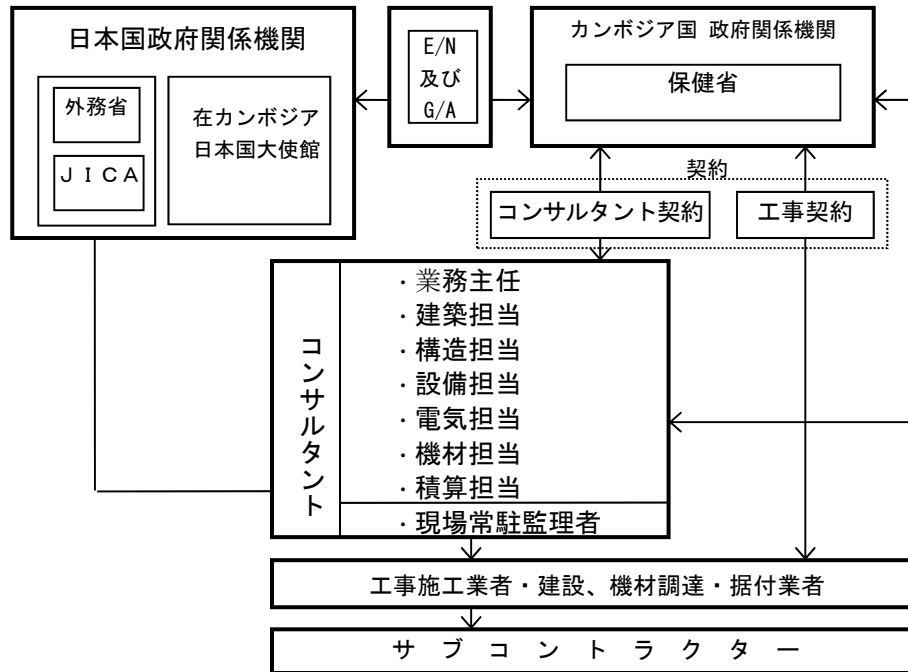 日本国政府関係機関
外務省
ＪＩＣＡ
在カンボジア
日本国大使館
E/N
及び
G/A
カンボジア国 政府関係機関
保健省
契約
コンサルタント契約
工事契約
コンサルタント
・業務主任
・建築担当
・構造担当
・設備担当
・電気担当
・機材担当
・積算担当
・現場常駐監理者
工事施工業者・建設、機材調達・据付業者
サブコントラクター